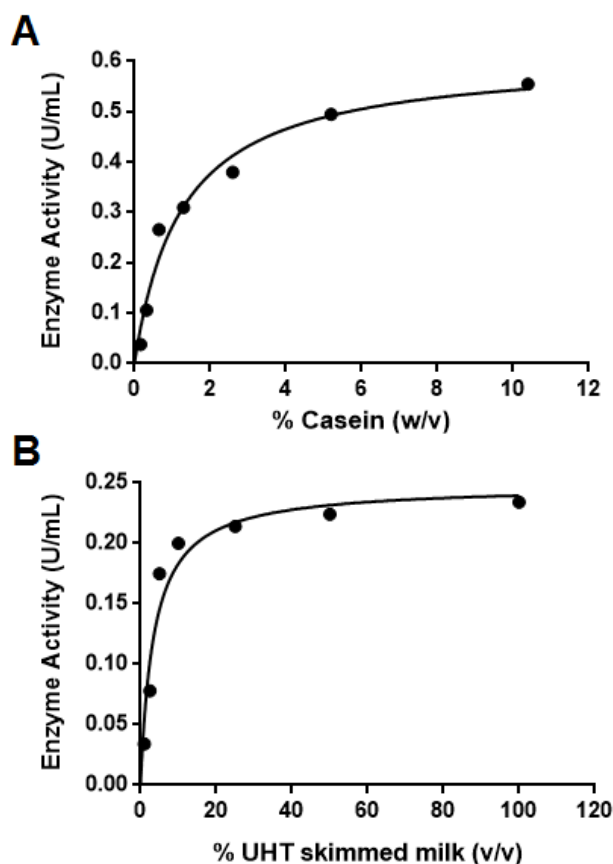 A
Enzyme Activity (U/mL)
0.6
0.5
0.4
0.3
0.2
0.1
0.0
0 2 4 6 8 10 12
% Casein (w/v)
B
Enzyme Activity (U/mL)
0.25
0.20
0.15
0.10
0.05
0.00
0 20 40 60 80 100 120
% UHT skimmed milk (v/v)